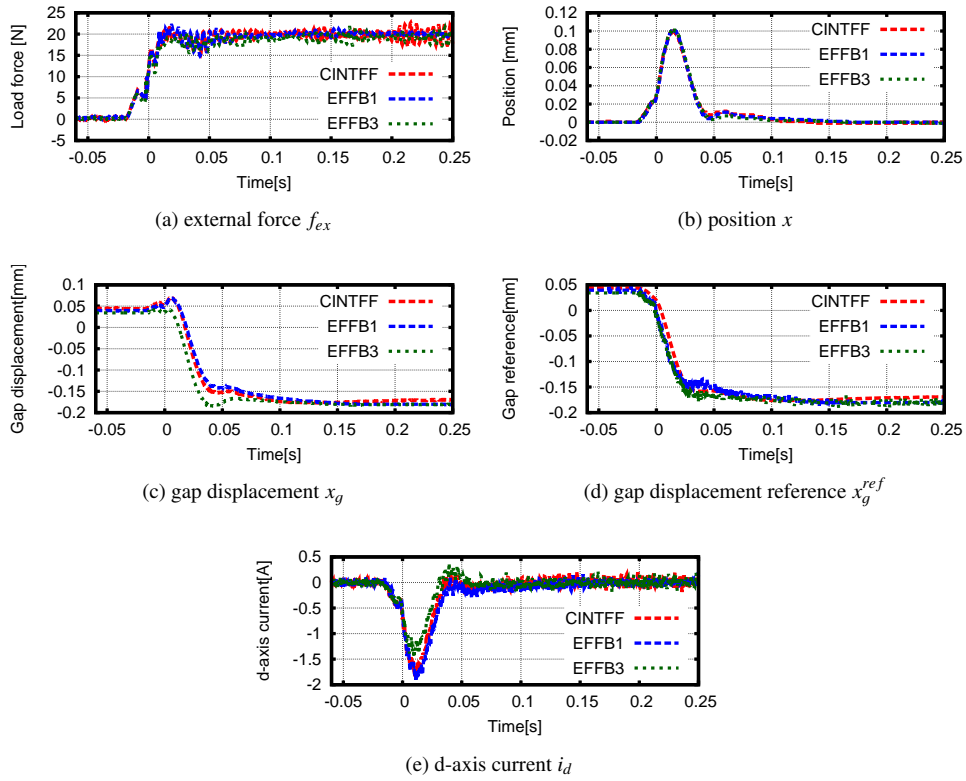 Load force [N]
25
20
15
10
5
0
-5
-0.05 0 0.05 0.1 0.15 0.2 0.25
Time[s]
CINTFF
EFFB1
EFFB3
(a) external force f_ex
Position [mm]
0.12
0.1
0.08
0.06
0.04
0.02
0
-0.02
-0.05 0 0.05 0.1 0.15 0.2 0.25
Time[s]
CINTFF
EFFB1
EFFB3
(b) position x
Gap displacement[mm]
0.1
0.05
0
-0.05
-0.1
-0.15
-0.2
-0.05 0 0.05 0.1 0.15 0.2 0.25
Time[s]
CINTFF
EFFB1
EFFB3
(c) gap displacement x_g
Gap reference[mm]
0.05
0
-0.05
-0.1
-0.15
-0.2
-0.05 0 0.05 0.1 0.15 0.2 0.25
Time[s]
CINTFF
EFFB1
EFFB3
(d) gap displacement reference x_g^ref
d-axis current[A]
0.5
0
-0.5
-1
-1.5
-2
-0.05 0 0.05 0.1 0.15 0.2 0.25
Time[s]
CINTFF
EFFB1
EFFB3
(e) d-axis current i_d